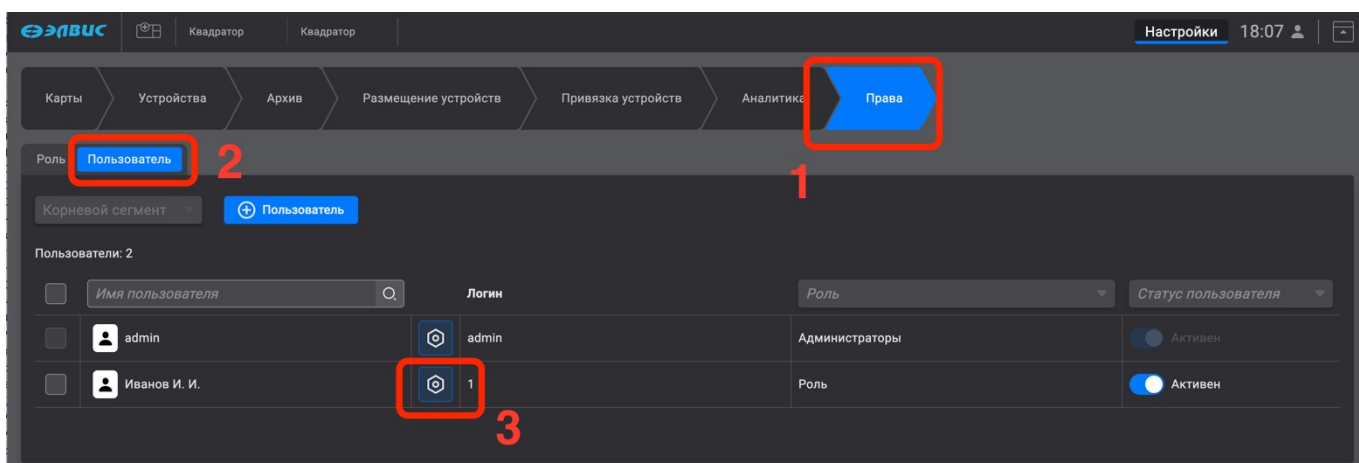 ЭЛВИС Квадратор Квадратор Настройки 18:07
Карты Устройства Архив Размещение устройств Привязка устройств Аналитика Права
Роль Пользователь 2
1
Корневой сегмент Пользователь
Пользователи: 2
Имя пользователя Логин Роль Статус пользователя
admin admin Администраторы Активен
Иванов И. И. 1 Роль Активен
3